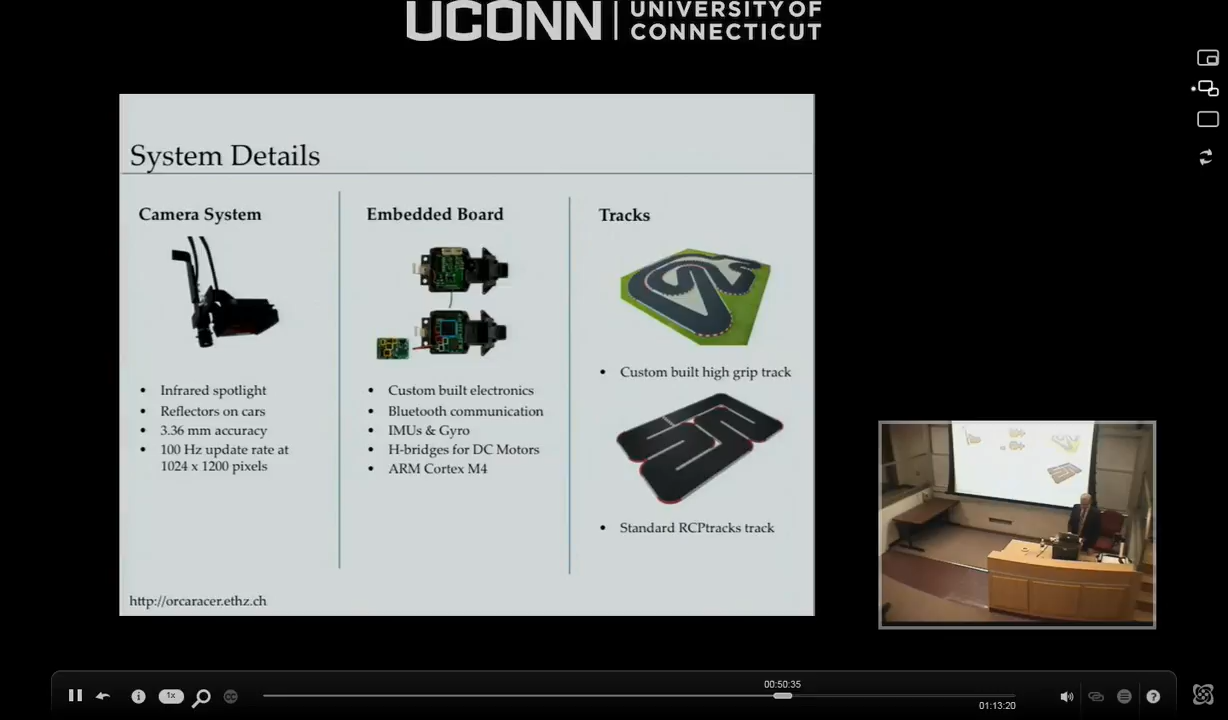 UCONN | UNIVERSITY OF
CONNECTICUT
System Details
Camera System
• Infrared spotlight
• Reflectors on cars
• 3.36 mm accuracy
• 100 Hz update rate at
1024 x 1200 pixels
Embedded Board
• Custom built electronics
• Bluetooth communication
• IMUs & Gyro
• H-bridges for DC Motors
• ARM Cortex M4
Tracks
• Custom built high grip track
• Standard RCPtracks track
http://orcaracer.ethz.ch
1x
CC
00:50:35
01:13:20